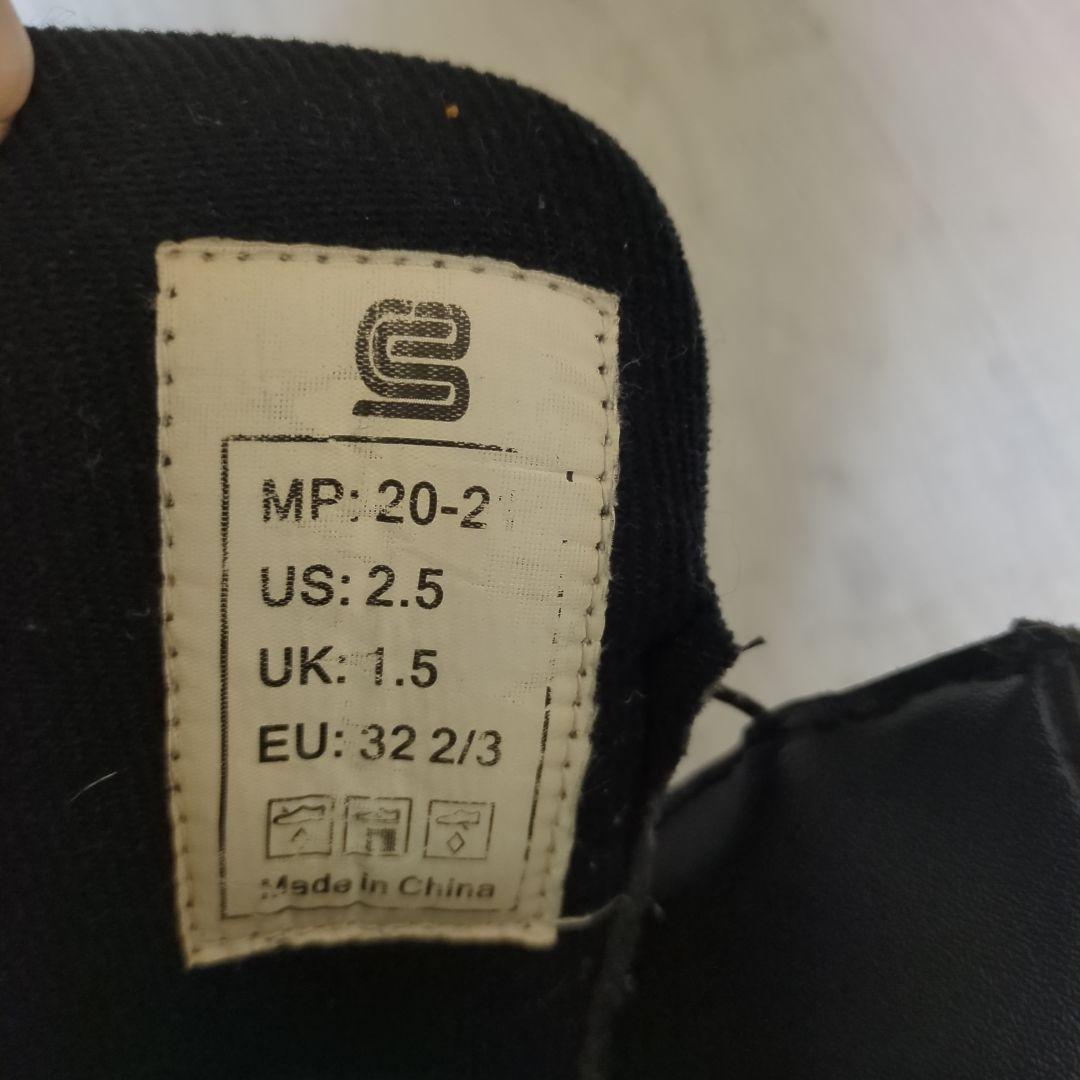 MP: 20-2
US: 2.5
UK: 1.5
EU: 32 2/3
Made in China